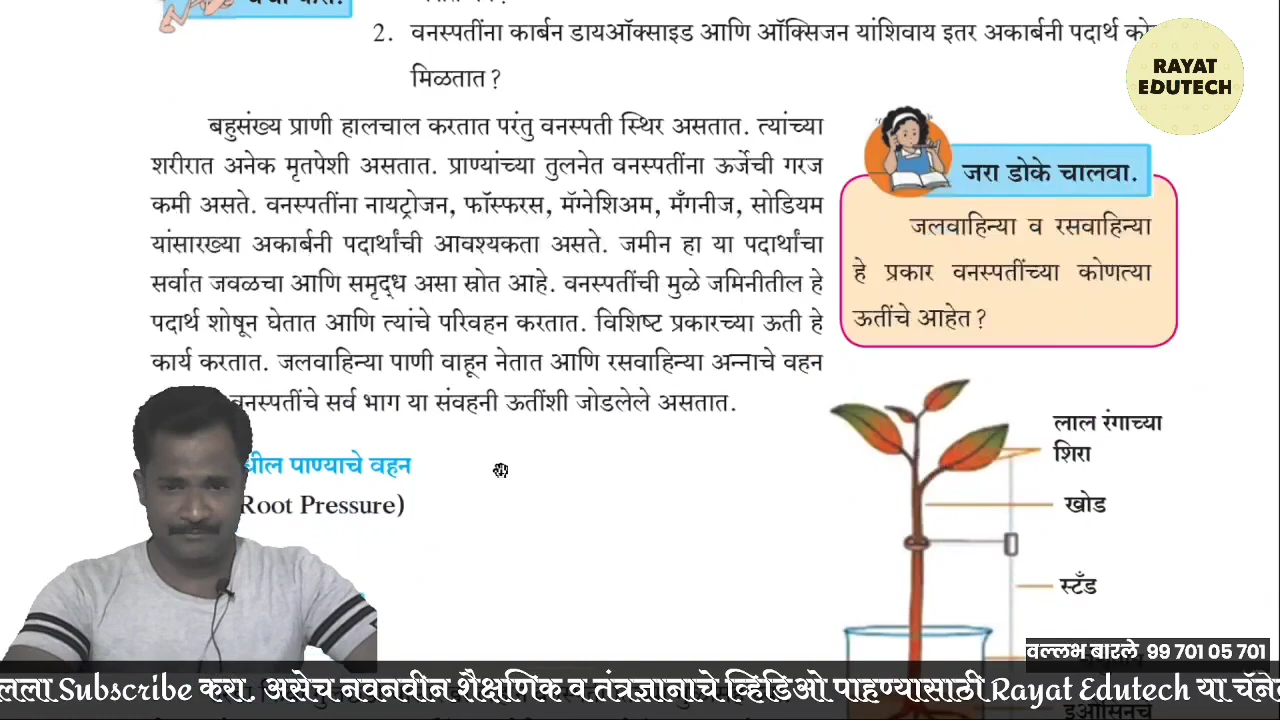 2. वनस्पतींना कार्बन डायऑक्साइड आणि ऑक्सिजन यांशिवाय इतर अकार्बनी पदार्थ
मिळतात ?
RAYAT
EDUTECH
बहुसंख्य प्राणी हालचाल करतात परंतु वनस्पती स्थिर असतात. त्यांच्या
शरीरात अनेक मृतपेशी असतात. प्राण्यांच्या तुलनेत वनस्पतींना ऊर्जेची गरज
कमी असते. वनस्पतींना नायट्रोजन, फॉस्फरस, मॅग्नेशिअम, मँगनीज, सोडियम
यांसारख्या अकार्बनी पदार्थांची आवश्यकता असते. जमीन हा या पदार्थांचा
सर्वात जवळचा आणि समृद्ध असा स्रोत आहे. वनस्पतींची मुळे जमिनीतील हे
पदार्थ शोषून घेतात आणि त्यांचे परिवहन करतात. विशिष्ट प्रकारच्या ऊती हे
कार्य करतात. जलवाहिन्या पाणी वाहून नेतात आणि रसवाहिन्या अन्नाचे वहन
वनस्पतींचे सर्व भाग या संवहनी ऊतींशी जोडलेले असतात.
पाण्याचे वहन
Root Pressure)
जरा डोके चालवा.
जलवाहिन्या व रसवाहिन्या
हे प्रकार वनस्पतींच्या कोणत्या
ऊतींचे आहेत ?
लाल रंगाच्या
शिरा
खोड
स्टँड
वल्लभ बारले 99 701 05 701
Subscribe करा. असेच नवनवीन शैक्षणिक व तंत्रज्ञानाचे व्हिडिओ पाहण्यासाठी Rayat Edutech या